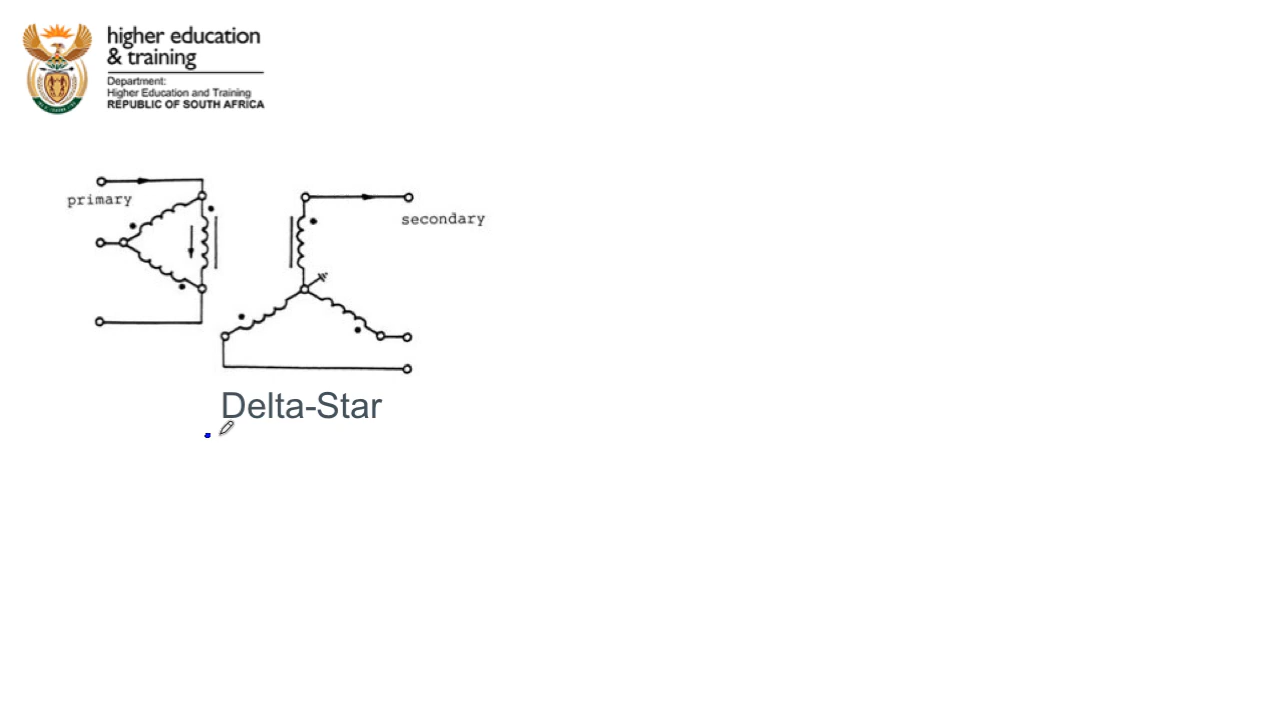 higher education
& training
Department:
Higher Education and Training
REPUBLIC OF SOUTH AFRICA
primary
secondary
Delta-Star